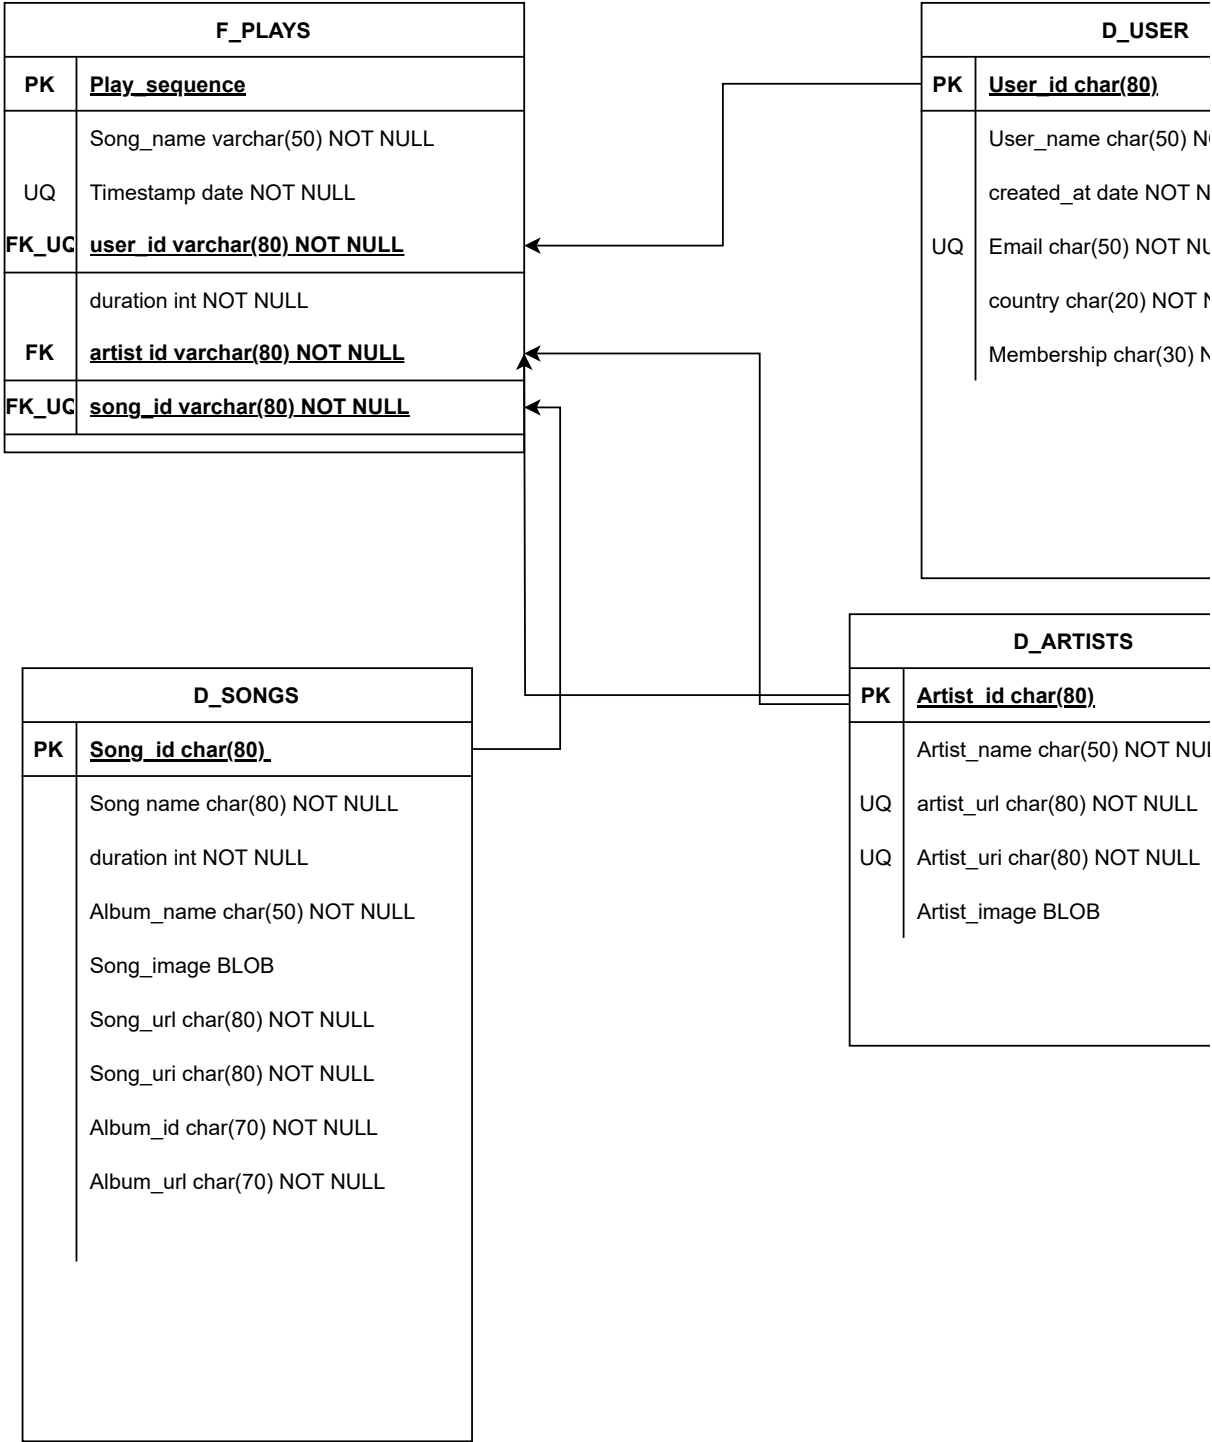 F_PLAYS
PK Play_sequence
Song_name varchar(50) NOT NULL
UQ Timestamp date NOT NULL
FK_UQ user_id varchar(80) NOT NULL
duration int NOT NULL
FK artist id varchar(80) NOT NULL
FK_UQ song_id varchar(80) NOT NULL
D_USER
PK User_id char(80)
User_name char(50)
created_at date NOT
UQ Email char(50) NOT
country char(20) NOT
Membership char(30)
D_SONGS
PK Song_id char(80)
Song name char(80) NOT NULL
duration int NOT NULL
Album_name char(50) NOT NULL
Song_image BLOB
Song_url char(80) NOT NULL
Song_uri char(80) NOT NULL
Album_id char(70) NOT NULL
Album_url char(70) NOT NULL
D_ARTISTS
PK Artist_id char(80)
Artist_name char(50) NOT
UQ artist_url char(80) NOT NULL
UQ Artist_uri char(80) NOT NULL
Artist_image BLOB